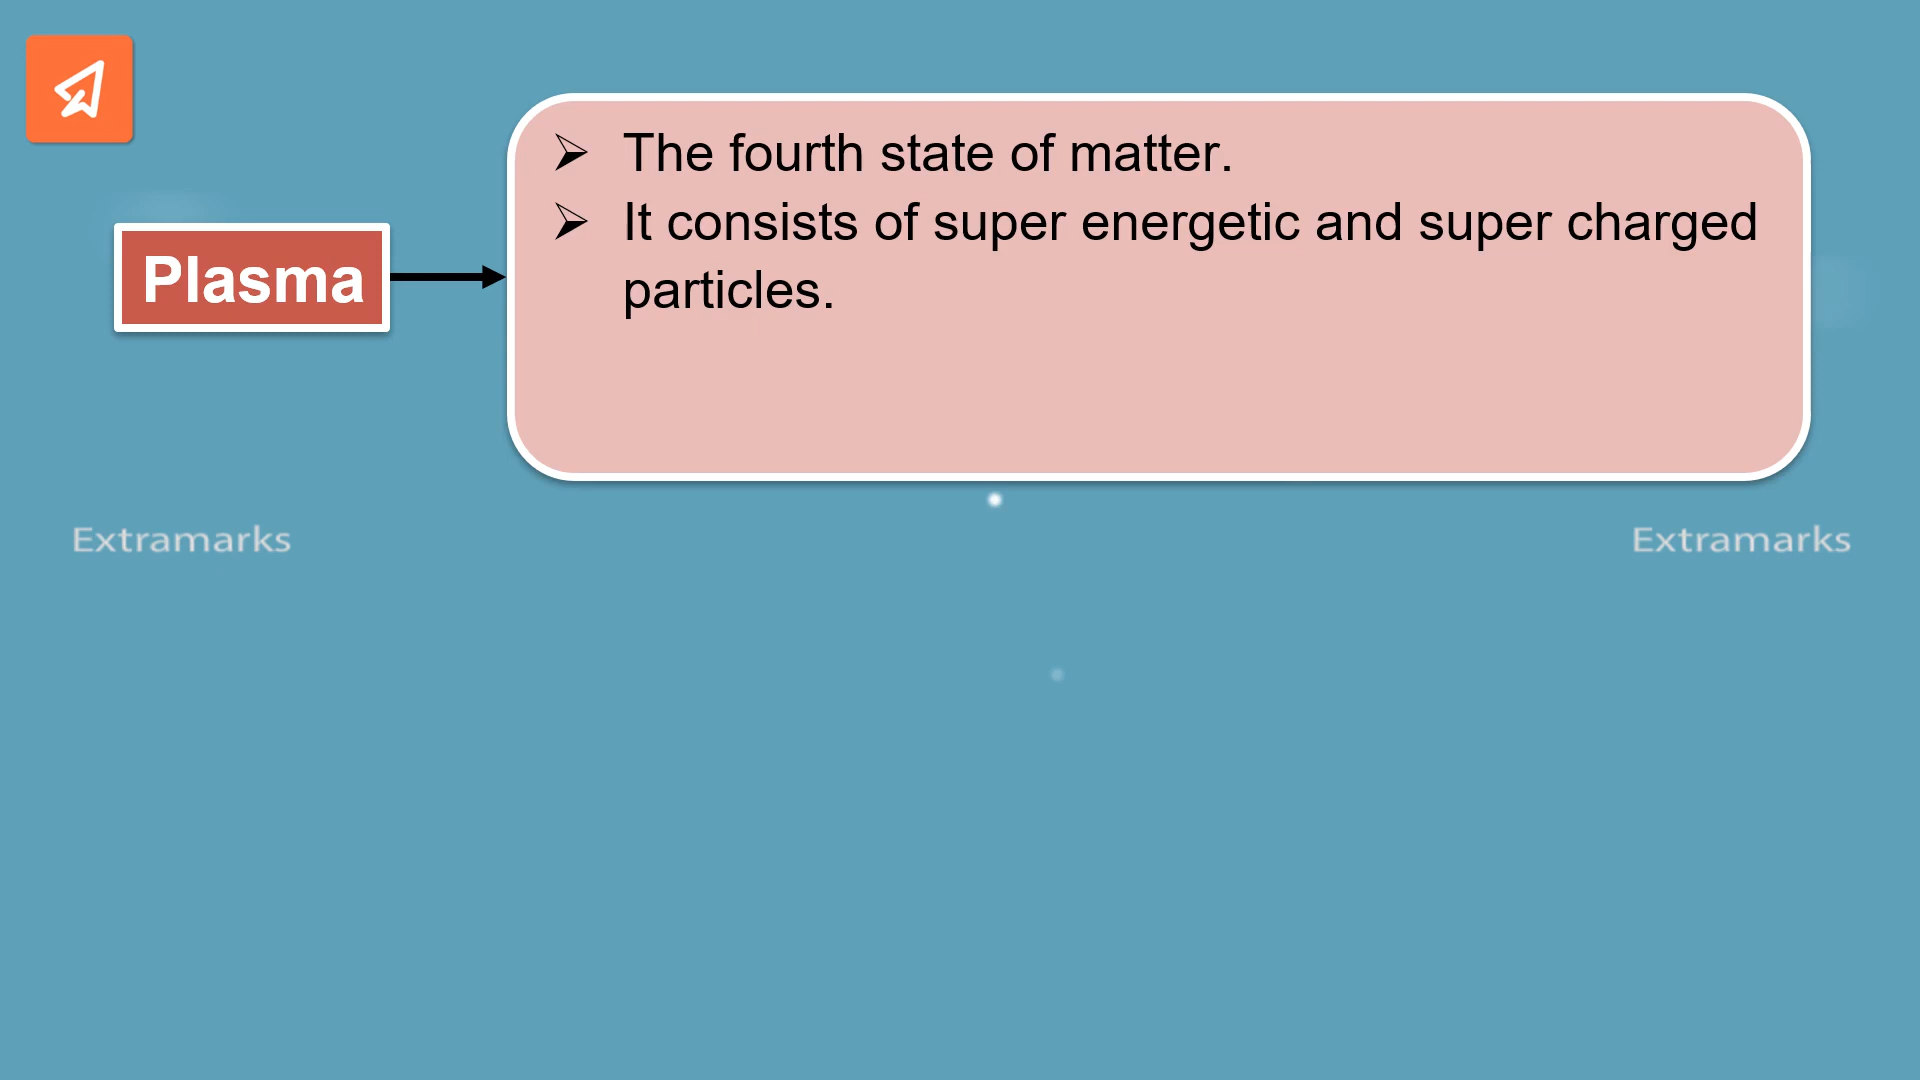 The fourth state of matter.
Plasma
It consists of super energetic and super charged
particles.
Extramarks
Extramarks